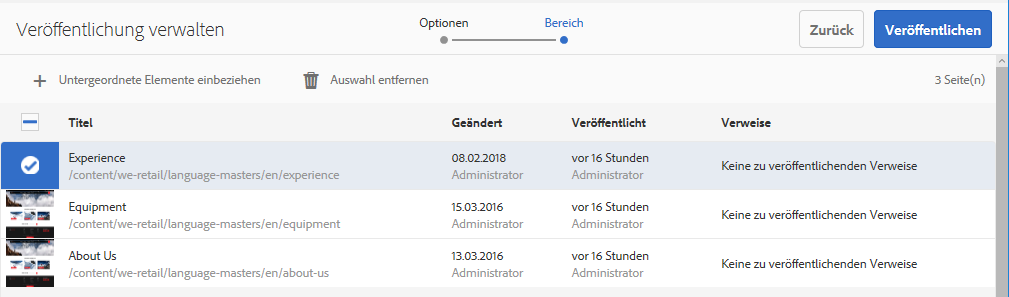 Veröffentlichung verwalten
Optionen Bereich
Zurück Veröffentlichen
Untergeordnete Elemente einbeziehen Auswahl entfernen 3 Seite(n)
Titel Geändert Veröffentlicht Verweise
Experience 08.02.2018 vor 16 Stunden
/content/we-retail/language-masters/en/experience Administrator Administrator
Keine zu veröffentlichenden Verweise
Equipment 15.03.2016 vor 16 Stunden
/content/we-retail/language-masters/en/equipment Administrator Administrator
Keine zu veröffentlichenden Verweise
About Us 13.03.2016 vor 16 Stunden
/content/we-retail/language-masters/en/about-us Administrator Administrator
Keine zu veröffentlichenden Verweise